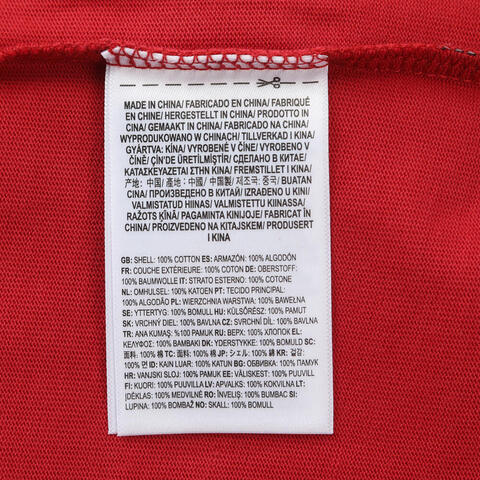 MADE IN CHINA/ FABRICADO EN CHINA/ FABRIQUÉ
EN CHINE/ HERGESTELLT IN CHINA/ PRODOTTO IN
CINA/ GEMAAKT IN CHINA/ FABRICADO NA CHINA/
WYPRODUKOWANO W CHINACH/ TILLVERKAD I KINA/
GYÁRTVA: KÍNA/ VYROBENÉ V ČÍNE/ VYROBENO V
ČÍNĚ/ ÇIN'DE ÜRETİLMİŞTİR/ СДЕЛАНО В КИТАЕ/
ΚΑΤΑΣΚΕΥΑΖΕΤΑΙ ΣΤΗΝ ΚΙΝΑ/ FREMSTILLET I KINA/
产地: 中国/ 產地: 中國/ 中国製/ 제조국: 중국/ BUATAN
CINA/ ПРОИЗВЕДЕНО В КИТАЙ/ IZRAĐENO U KINI/
VALMISTATUD HIINAS/ VALMISTETTU KIINASSA/
RAŽOTS ĶĪNĀ/ PAGAMINTA KINIJOJE/ FABRICAT ÎN
CHINA/ PROIZVEDENO NA KITAJSKEM/ PRODUSERT
I KINA
GB: SHELL: 100% COTTON ES: ARMAZÓN: 100% ALGODÓN
FR: COUCHE EXTÉRIEURE: 100% COTON DE: OBERSTOFF:
100% BAUMWOLLE IT: STRATO ESTERNO: 100% COTONE
NL: OMHULSEL: 100% KATOEN PT: TECIDO PRINCIPAL:
100% ALGODÃO PL: WIERZCHNIA WARSTWA: 100% BAWEŁNA
SE: YTTERTYG: 100% BOMULL HU: KÜLSŐRÉSZ: 100% PAMUT
SK: VRCHNÝ DIEL: 100% BAVLNA CZ: SVRCHNÍ DÍL: 100% BAVLNA
TR: ANA KUMAŞ: %100 PAMUK RU: ВЕРХ: 100% ХЛОПОК EL:
ΚΕΛΥΦΟΣ: 100% ΒΑΜΒΑΚΙ DK: YDERSTYKKE: 100% BOMULD SC:
面料: 100% 棉 TC: 面料: 100% 棉 JP: シェル: 100% 綿 KR: 겉감:
100% 면 ID: KAIN LUAR: 100% KATUN BG: ОБВИВКА: 100% ПАМУК
HR: VANJSKI SLOJ: 100% PAMUK EE: VÄLISKEST: 100% PUUVILL
FI: KUORI: 100% PUUVILLA LV: APVALKS: 100% KOKVILNA LT:
IŠDĖKLAS: 100% MEDVILNĖ RO: ÎNVELIŞ: 100% BUMBAC SI:
LUPINA: 100% BOMBAŽ NO: SKALL: 100% BOMULL